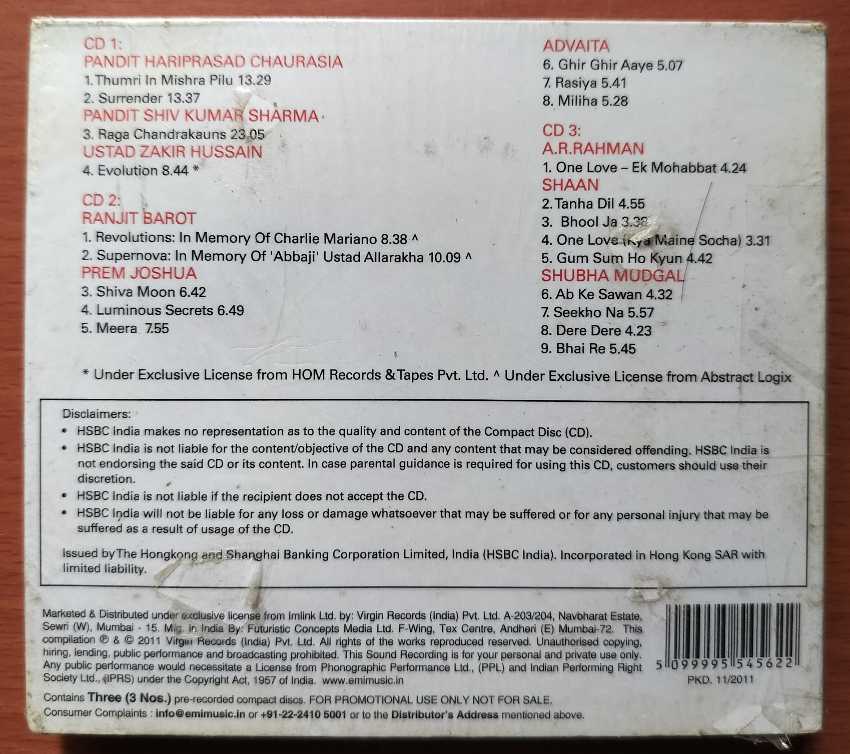 CD 1:
PANDIT HARIPRASAD CHAURASIA
1. Thumri In Mishra Pilu 13.29
2. Surrender 13.37
PANDIT SHIV KUMAR SHARMA
3. Raga Chandrakauns 23.05
USTAD ZAKIR HUSSAIN
4. Evolution 8.44 *
CD 2:
RANJIT BAROT
1. Revolutions: In Memory Of Charlie Mariano 8.38 ^
2. Supernova: In Memory Of 'Abbaji' Ustad Allarakha 10.09 ^
PREM JOSHUA
3. Shiva Moon 6.42
4. Luminous Secrets 6.49
5. Meera 7.55
ADVAITA
6. Ghir Ghir Aaye 5.07
7. Rasiya 5.41
8. Miliha 5.28
CD 3:
A.R.RAHMAN
1. One Love – Ek Mohabbat 4.24
SHAAN
2. Tanha Dil 4.55
3. Bhool Ja 3.38
4. One Love (Kya Maine Socha) 3.31
5. Gum Sum Ho Kyun 4.42
SHUBHA MUDGAL
6. Ab Ke Sawan 4.32
7. Seekho Na 5.57
8. Dere Dere 4.23
9. Bhai Re 5.45
* Under Exclusive License from HOM Records & Tapes Pvt. Ltd. ^ Under Exclusive License from Abstract Logix
Disclaimers:
• HSBC India makes no representation as to the quality and content of the Compact Disc (CD).
• HSBC India is not liable for the content/objective of the CD and any content that may be considered offending. HSBC India is
not endorsing the said CD or its content. In case parental guidance is required for using this CD, customers should use their
discretion.
• HSBC India is not liable if the recipient does not accept the CD.
• HSBC India will not be liable for any loss or damage whatsoever that may be suffered or for any personal injury that may be
suffered as a result of usage of the CD.
Issued by The Hongkong and Shanghai Banking Corporation Limited, India (HSBC India). Incorporated in Hong Kong SAR with
limited liability.
Marketed & Distributed under exclusive license from Imlink Ltd. by: Virgin Records (India) Pvt. Ltd. A-203/204, Navbharat Estate,
Sewri (W), Mumbai - 15. Mfg. in India By: Futuristic Concepts Media Ltd. F-Wing, Tex Centre, Andheri (E) Mumbai-72. This
compilation ℗ & © 2011 Virgin Records (India) Pvt. Ltd. All rights of the works reproduced reserved. Unauthorised copying,
hiring, lending, public performance and broadcasting prohibited. This Sound Recording is for your personal and private use only.
Any public performance would necessitate a License from Phonographic Performance Ltd., (PPL) and Indian Performing Right
Society Ltd., (IPRS) under the Copyright Act, 1957 of India. www.emimusic.in
Contains Three (3 Nos.) pre-recorded compact discs. FOR PROMOTIONAL USE ONLY NOT FOR SALE.
Consumer Complaints : info@emimusic.in or +91-22-2410 5001 or to the Distributor's Address mentioned above.
5 099995 545622
PKD. 11/2011